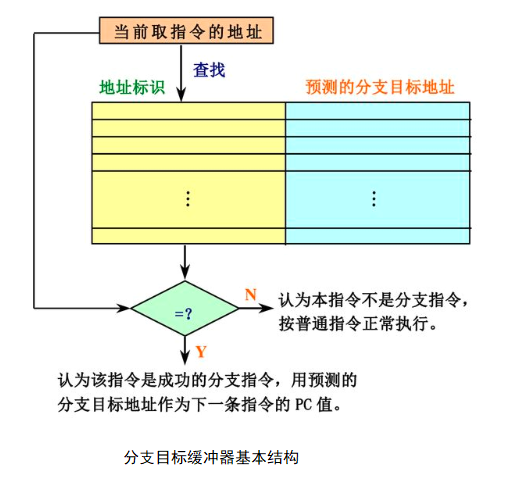 当前取指令的地址
查找
地址标识
预测的分支目标地址
⋮
⋮
=?
N
认为本指令不是分支指令，
按普通指令正常执行。
Y
认为该指令是成功的分支指令，用预测的
分支目标地址作为下一条指令的 PC 值。
分支目标缓冲器基本结构